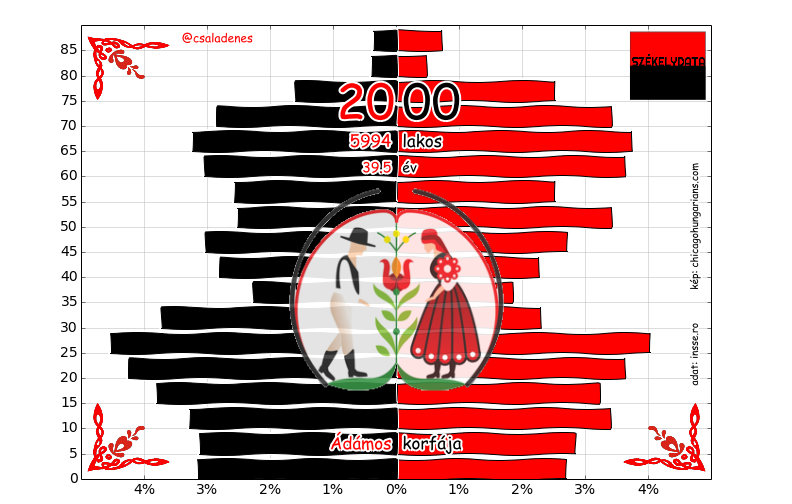 @csaladenes
SZÉKELYDATA
2000
5994 lakos
39.5 év
kép: chicagohungarians.com
adat: insse.ro
Ádámos korfája
85
80
75
70
65
60
55
50
45
40
35
30
25
20
15
10
5
0
4% 3% 2% 1% 0% 1% 2% 3% 4%